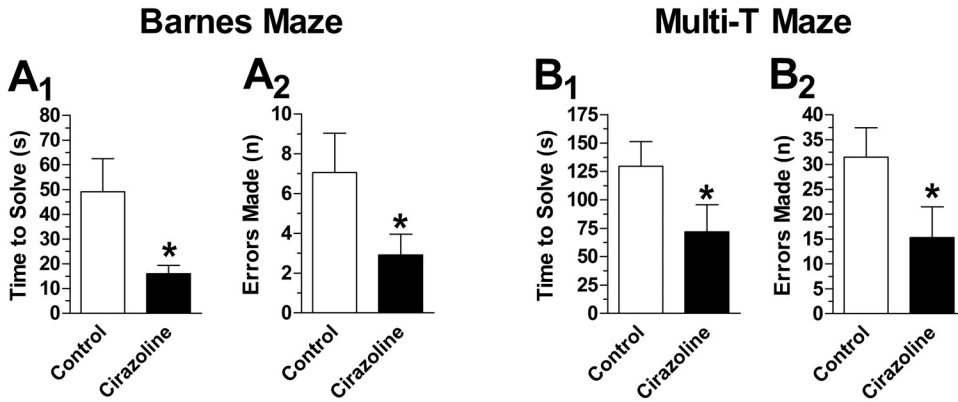 Barnes Maze
Multi-T Maze
A1
Time to Solve (s)
80
70
60
50
40
30
20
10
0
*
Control
Cirazoline
A2
Errors Made (n)
10
8
6
4
2
0
*
Control
Cirazoline
B1
Time to Solve (s)
175
150
125
100
75
50
25
0
*
Control
Cirazoline
B2
Errors Made (n)
40
35
30
25
20
15
10
5
0
*
Control
Cirazoline